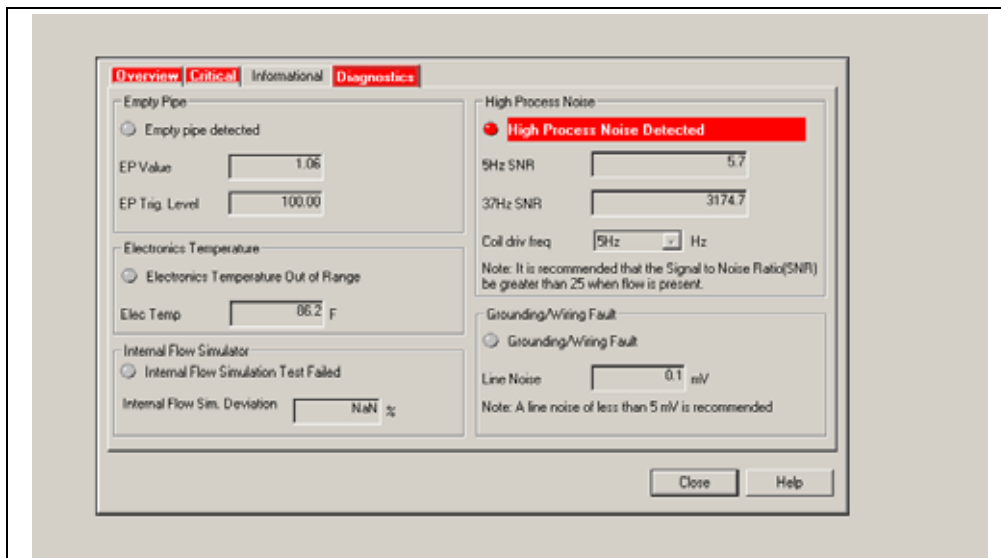 Overview Critical Informational Diagnostics
Empty Pipe
Empty pipe detected
EP Value 1.06
EP Trig. Level 100.00
Electronics Temperature
Electronics Temperature Out of Range
Elec Temp 86.2 F
Internal Flow Simulator
Internal Flow Simulation Test Failed
Internal Flow Sim. Deviation NaN %
High Process Noise
High Process Noise Detected
5Hz SNR 5.7
37Hz SNR 3174.7
Coil driv freq 5Hz Hz
Note: It is recommended that the Signal to Noise Ratio(SNR)
be greater than 25 when flow is present.
Grounding/Wiring Fault
Grounding/Wiring Fault
Line Noise 0.1 mV
Note: A line noise of less than 5 mV is recommended
Close Help